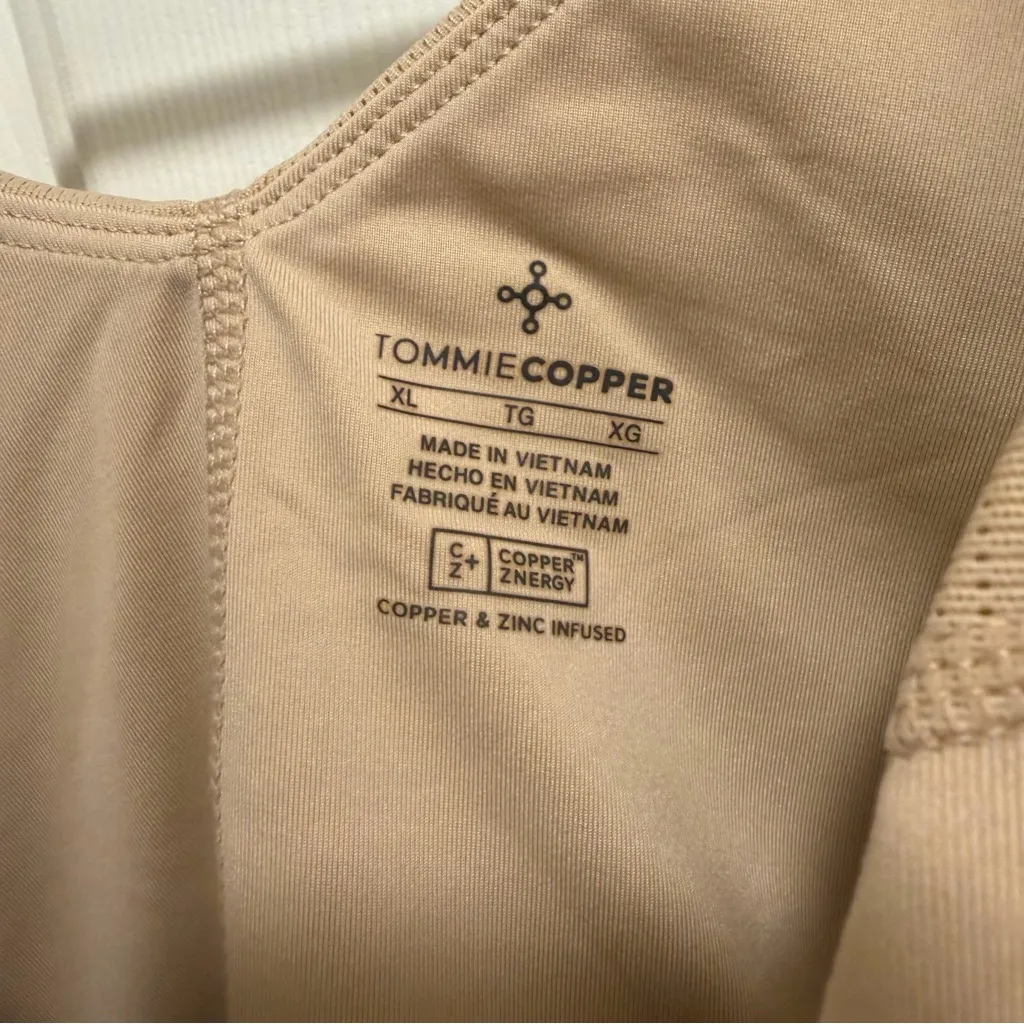 TOMMIECOPPER
XL TG XG
MADE IN VIETNAM
HECHO EN VIETNAM
FABRIQUÉ AU VIETNAM
C+
Z
COPPER™
ZNERGY
COPPER & ZINC INFUSED